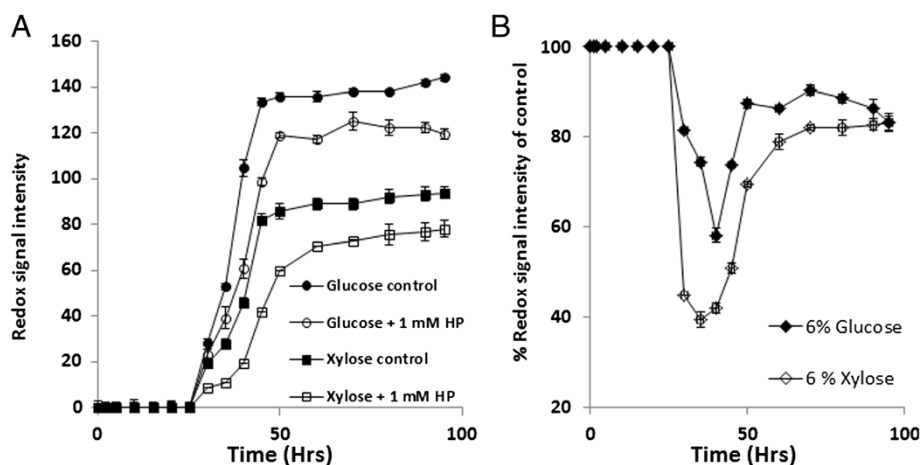 A
Redox signal intensity
160
140
120
100
80
60
40
20
0
Glucose control
Glucose + 1 mM HP
Xylose control
Xylose + 1 mM HP
0
50
100
Time (Hrs)
B
% Redox signal intensity of control
100
80
60
40
20
6% Glucose
6 % Xylose
0
50
100
Time (Hrs)